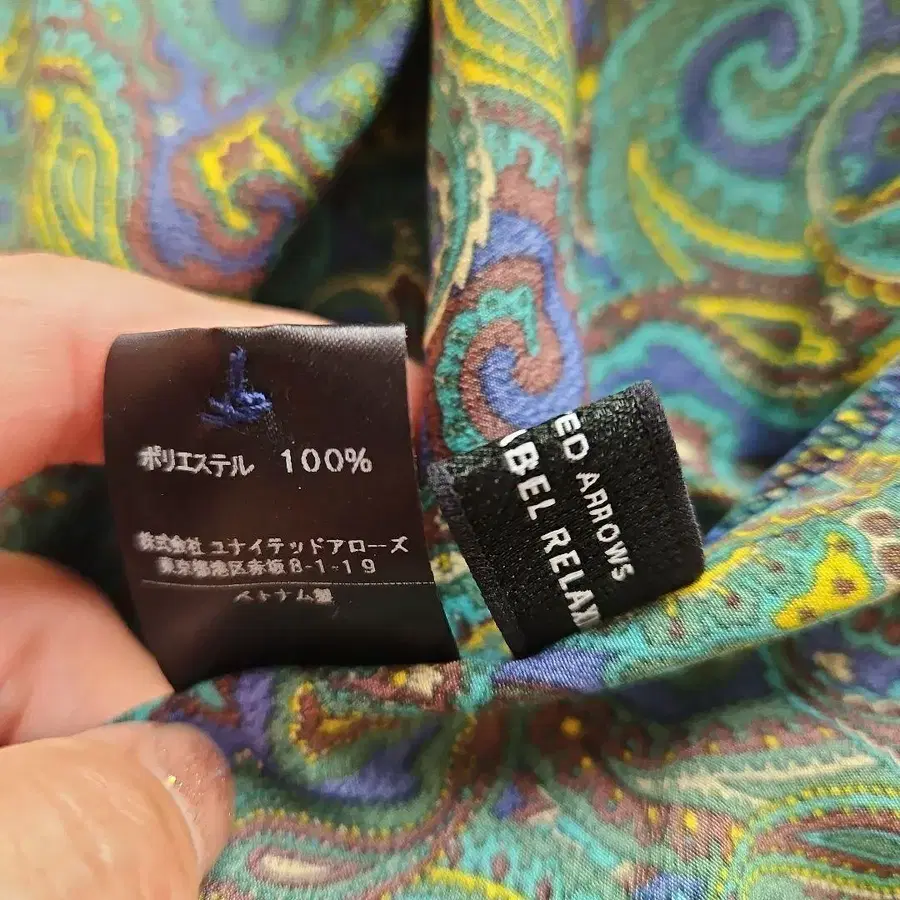 ポリエステル 100%
株式会社 ユナイテッドアローズ
東京都港区赤坂8-1-19
ベトナム製
ED ARROWS
ABEL RELAX